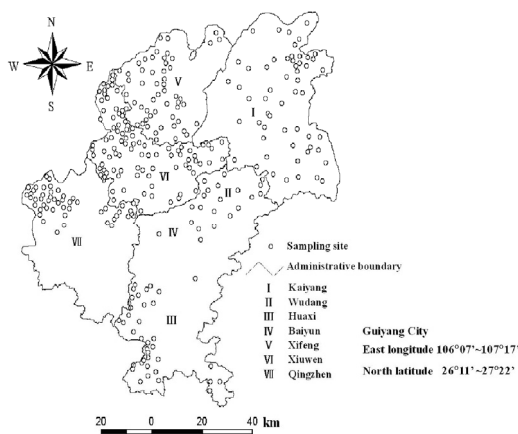 N
W E
S
V
I
VI
II
VII
IV
III
Sampling site
Administrative boundary
I Kaiyang
II Wudang
III Huaxi
IV Baiyun
V Xifeng
VI Xiuwen
VII Qingzhen
Guiyang City
East longitude 106°07'~107°17'
North latitude 26°11'~27°22'
20 0 20 40 km